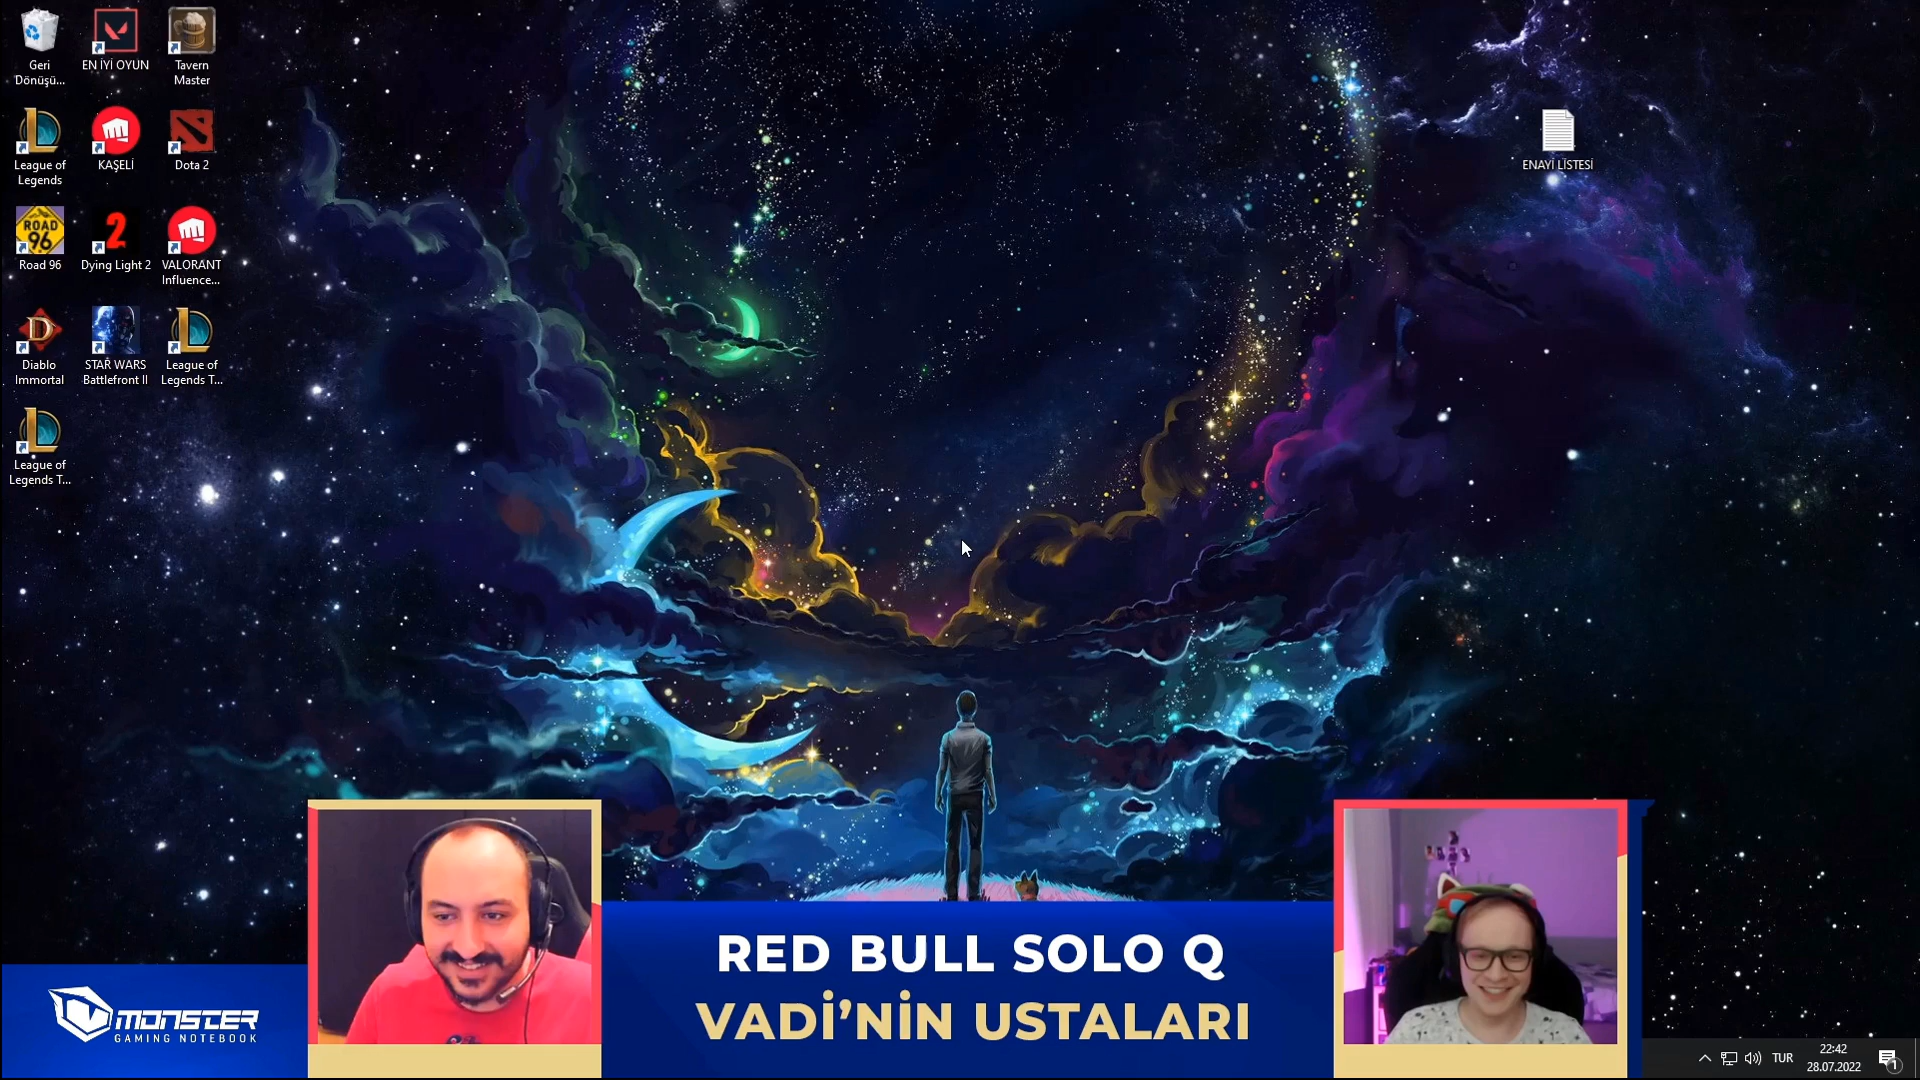 Geri
Dönüşü...
EN İYİ OYUN
Tavern
Master
League of
Legends
KAŞELİ
Dota 2
ROAD
96
Road 96
2
Dying Light 2
VALORANT
Influence...
Diablo
Immortal
STAR WARS
Battlefront II
League of
Legends T...
League of
Legends T...
ENAYİ LİSTESİ
RED BULL SOLO Q
VADİ'NİN USTALARI
MONSTER
GAMING NOTEBOOK
TUR
22:42
28.07.2022
1